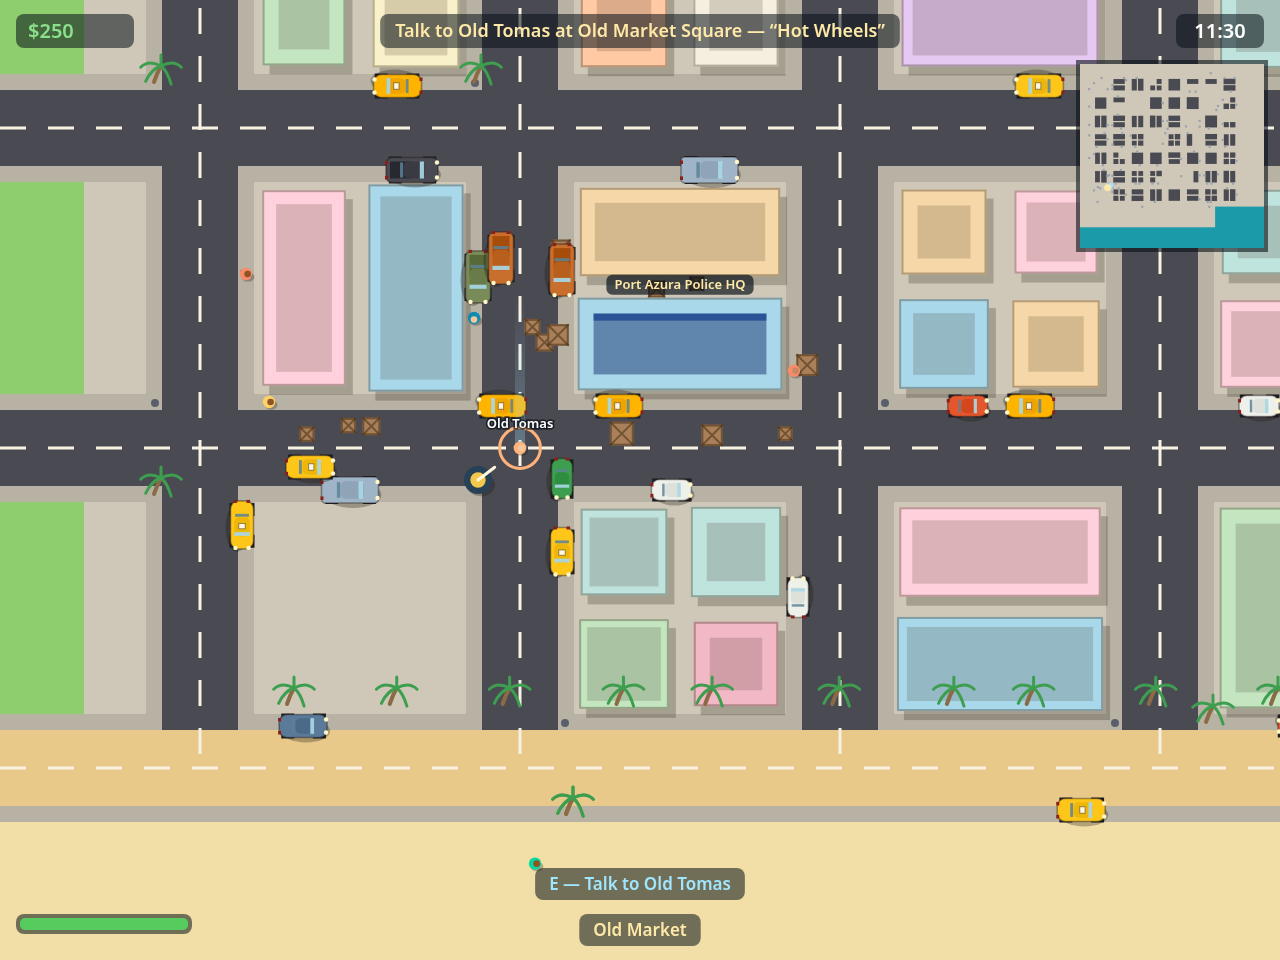 $250
Talk to Old Tomas at Old Market Square — “Hot Wheels”
11:30
Port Azura Police HQ
Old Tomas
E — Talk to Old Tomas
Old Market